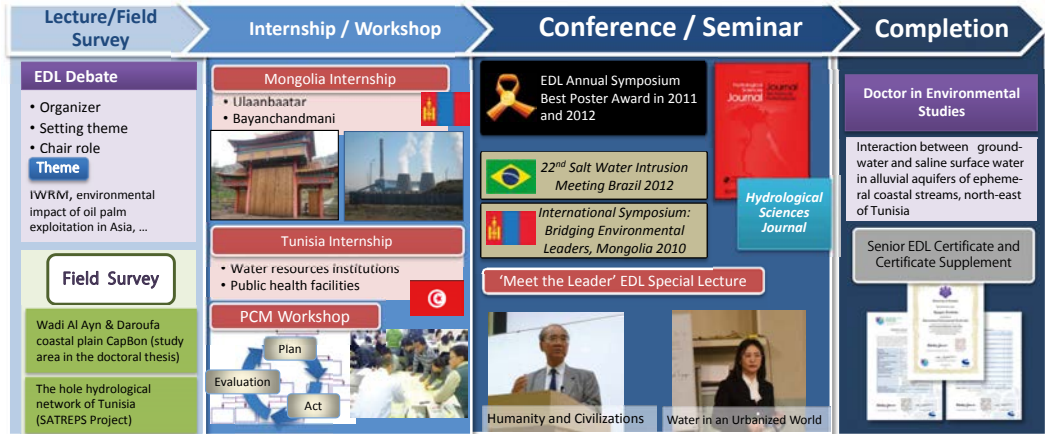 Lecture/Field
Survey
Internship / Workshop
Conference / Seminar
Completion
EDL Debate
• Organizer
• Setting theme
• Chair role
Theme
IWRM, environmental
impact of oil palm
exploitation in Asia, ...
Field Survey
Wadi Al Ayn & Daroufa
coastal plain CapBon (study
area in the doctoral thesis)
The hole hydrological
network of Tunisia
(SATREPS Project)
Mongolia Internship
• Ulaanbaatar
• Bayanchandmani
Tunisia Internship
• Water resources institutions
• Public health facilities
PCM Workshop
Plan
Evaluation
Act
EDL Annual Symposium
Best Poster Award in 2011
and 2012
Hydrological
Sciences
Journal
Journal
22nd Salt Water Intrusion
Meeting Brazil 2012
International Symposium:
Bridging Environmental
Leaders, Mongolia 2010
Hydrological
Sciences
Journal
'Meet the Leader' EDL Special Lecture
Humanity and Civilizations
Water in an Urbanized World
Doctor in Environmental
Studies
Interaction between ground-
water and saline surface water
in alluvial aquifers of epheme-
ral coastal streams, north-east
of Tunisia
Senior EDL Certificate and
Certificate Supplement